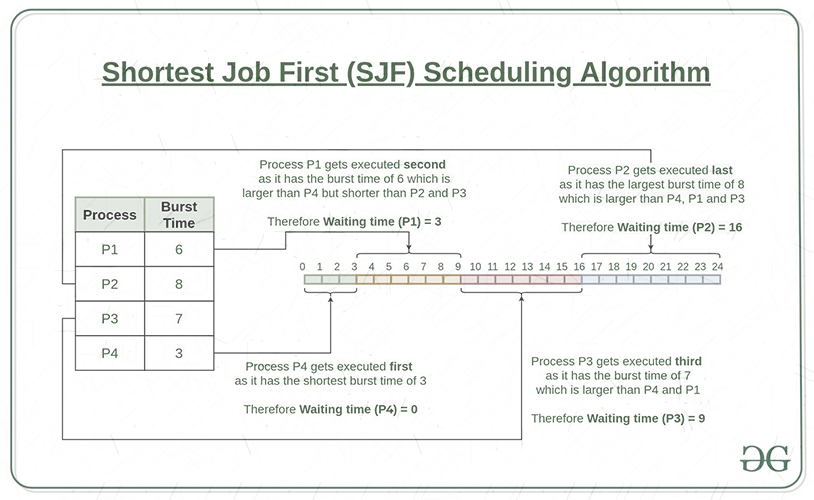 Shortest Job First (SJF) Scheduling Algorithm
Process P1 gets executed second
as it has the burst time of 6 which is
larger than P4 but shorter than P2 and P3
Therefore Waiting time (P1) = 3
Process P2 gets executed last
as it has the largest burst time of 8
which is larger than P4, P1 and P3
Therefore Waiting time (P2) = 16
Process Burst
Time
P1 6
P2 8
P3 7
P4 3
0 1 2 3 4 5 6 7 8 9 10 11 12 13 14 15 16 17 18 19 20 21 22 23 24
Process P4 gets executed first
as it has the shortest burst time of 3
Therefore Waiting time (P4) = 0
Process P3 gets executed third
as it has the burst time of 7
which is larger than P4 and P1
Therefore Waiting time (P3) = 9